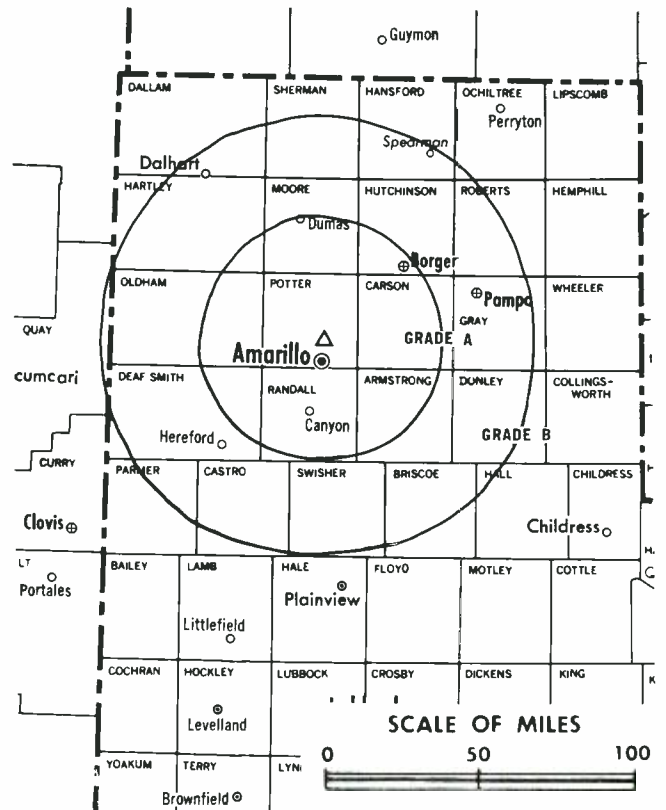 Guymon
DALLAM
SHERMAN
HANSFORD
OCHILTREE
LIPSCOMB
Perryton
Spearman
Dalhart
HARTLEY
MOORE
HUTCHINSON
ROBERTS
HEMPHILL
Dumas
Borger
OLDHAM
POTTER
CARSON
Pampa
WHEELER
GRAY
QUAY
GRADE A
Amarillo
cumcari
DEAF SMITH
RANDALL
ARMSTRONG
DONLEY
COLLINGS-
WORTH
Canyon
Hereford
GRADE B
CURRY
PARMER
CASTRO
SWISHER
BRISCOE
HALL
CHILDRESS
Clovis
Childress
LT
Portales
BAILEY
LAMB
HALE
FLOYD
MOTLEY
COTTLE
Plainview
Littlefield
COCHRAN
HOCKLEY
LUBBOCK
CROSBY
DICKENS
KING
K
Levelland
SCALE OF MILES
0 50 100
YOAKUM
TERRY
LYN
Brownfield